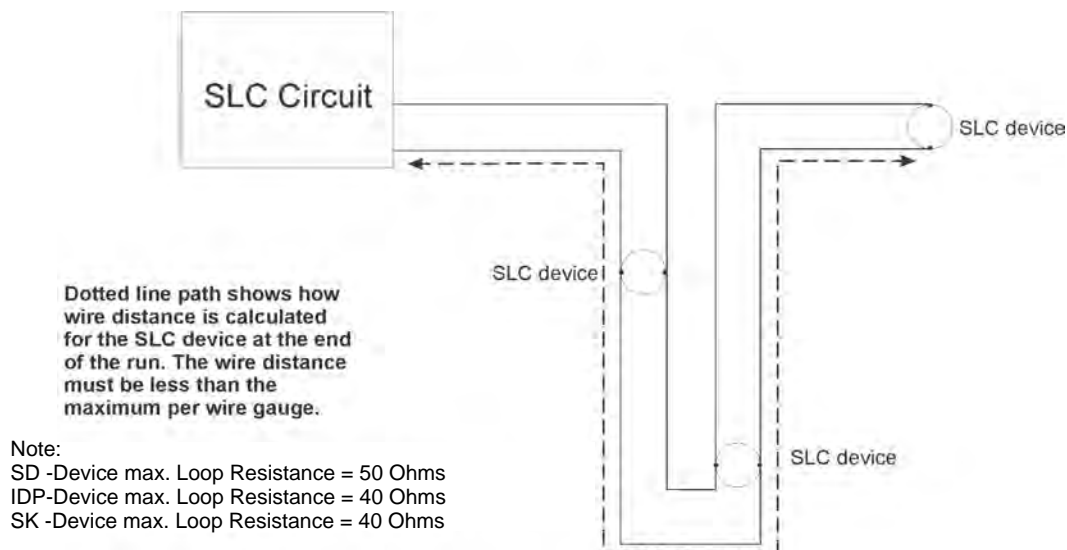 SLC Circuit
SLC device
SLC device
Dotted line path shows how
wire distance is calculated
for the SLC device at the end
of the run. The wire distance
must be less than the
maximum per wire gauge.
SLC device
Note:
SD -Device max. Loop Resistance = 50 Ohms
IDP-Device max. Loop Resistance = 40 Ohms
SK -Device max. Loop Resistance = 40 Ohms